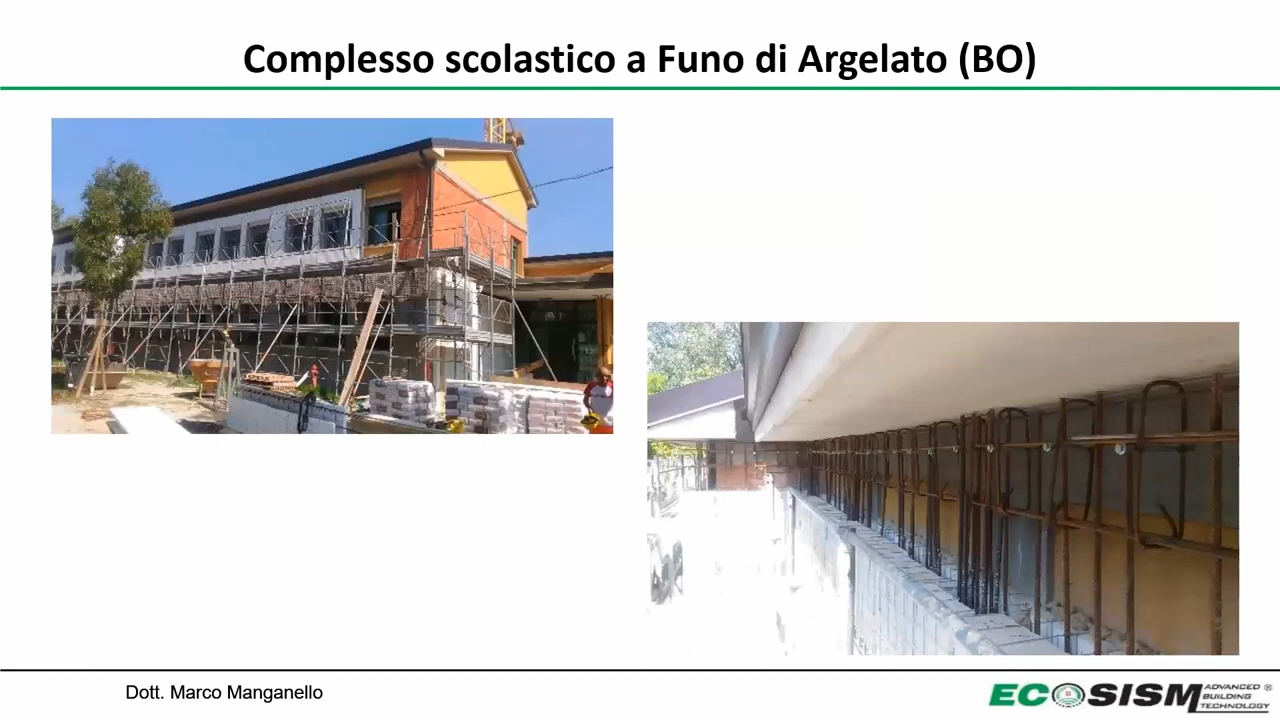 Complesso scolastico a Funo di Argelato (BO)
Dott. Marco Manganello
ECOSISM ADVANCED ®
BUILDING
TECHNOLOGY